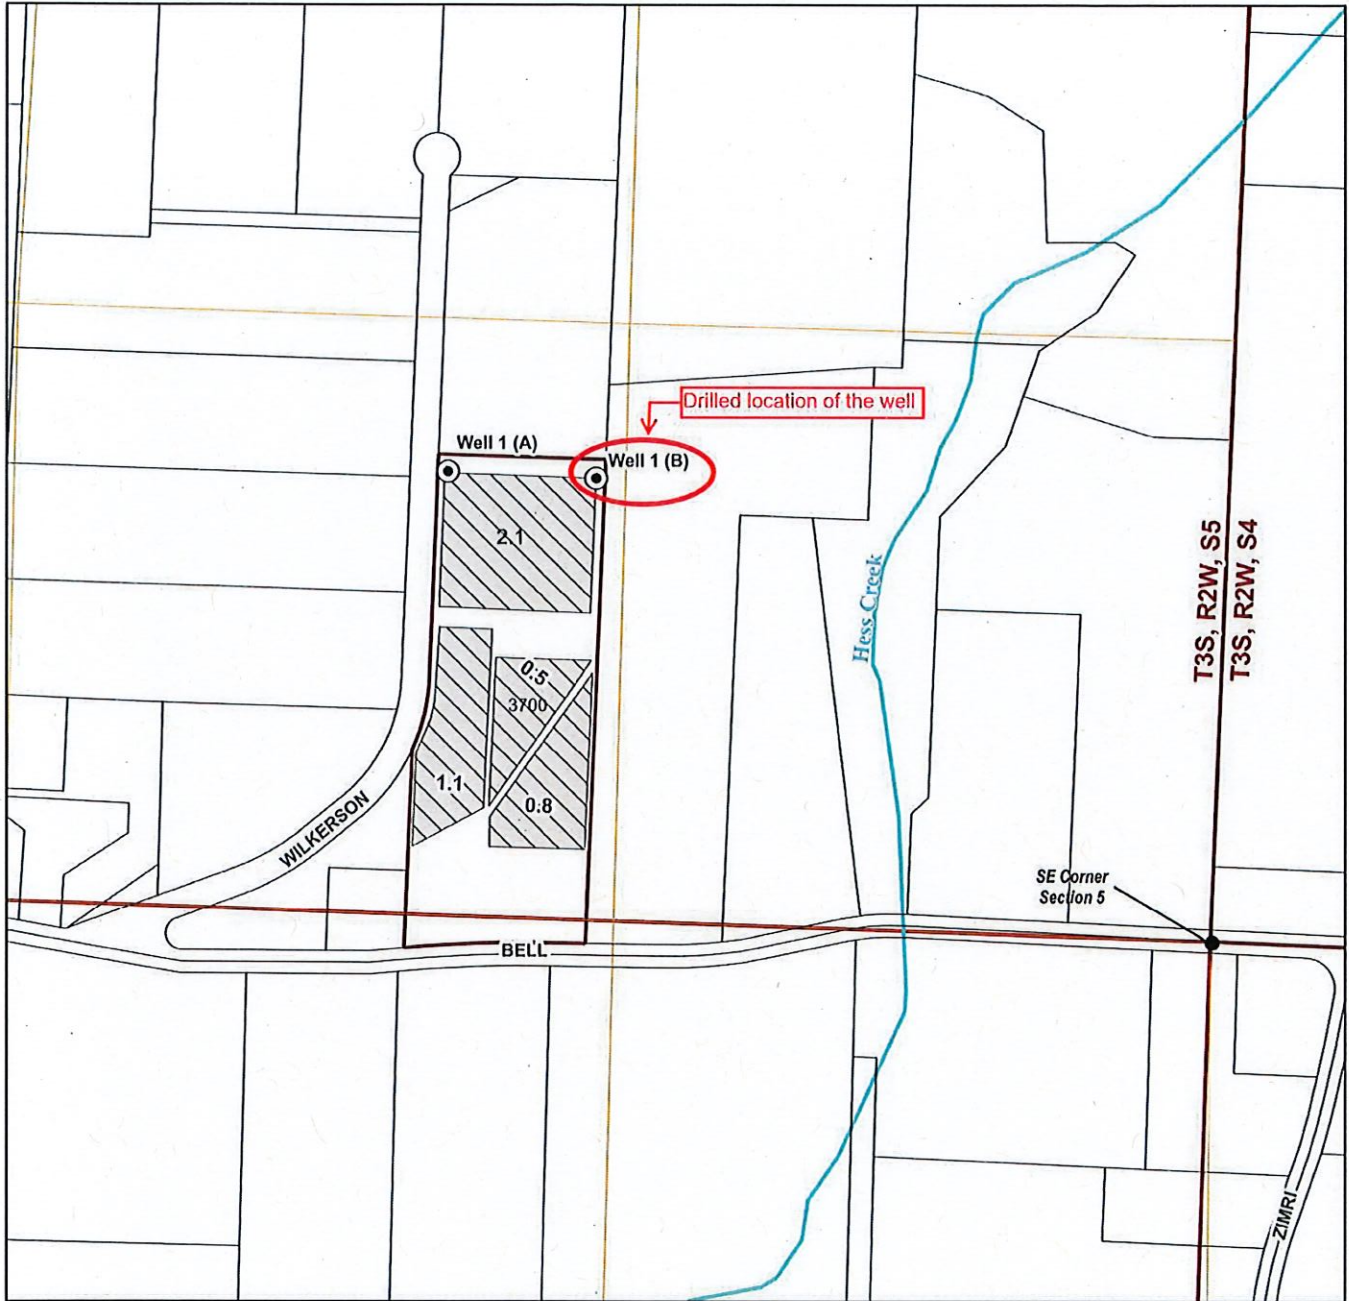 Drilled location of the well
Well 1 (A)
Well 1 (B)
2.1
T3S, R2W, S5
T3S, R2W, S4
Hess Creek
0.5
3700
1.1
0.8
WILKERSON
SE Corner
Section 5
BELL
ZIMRI